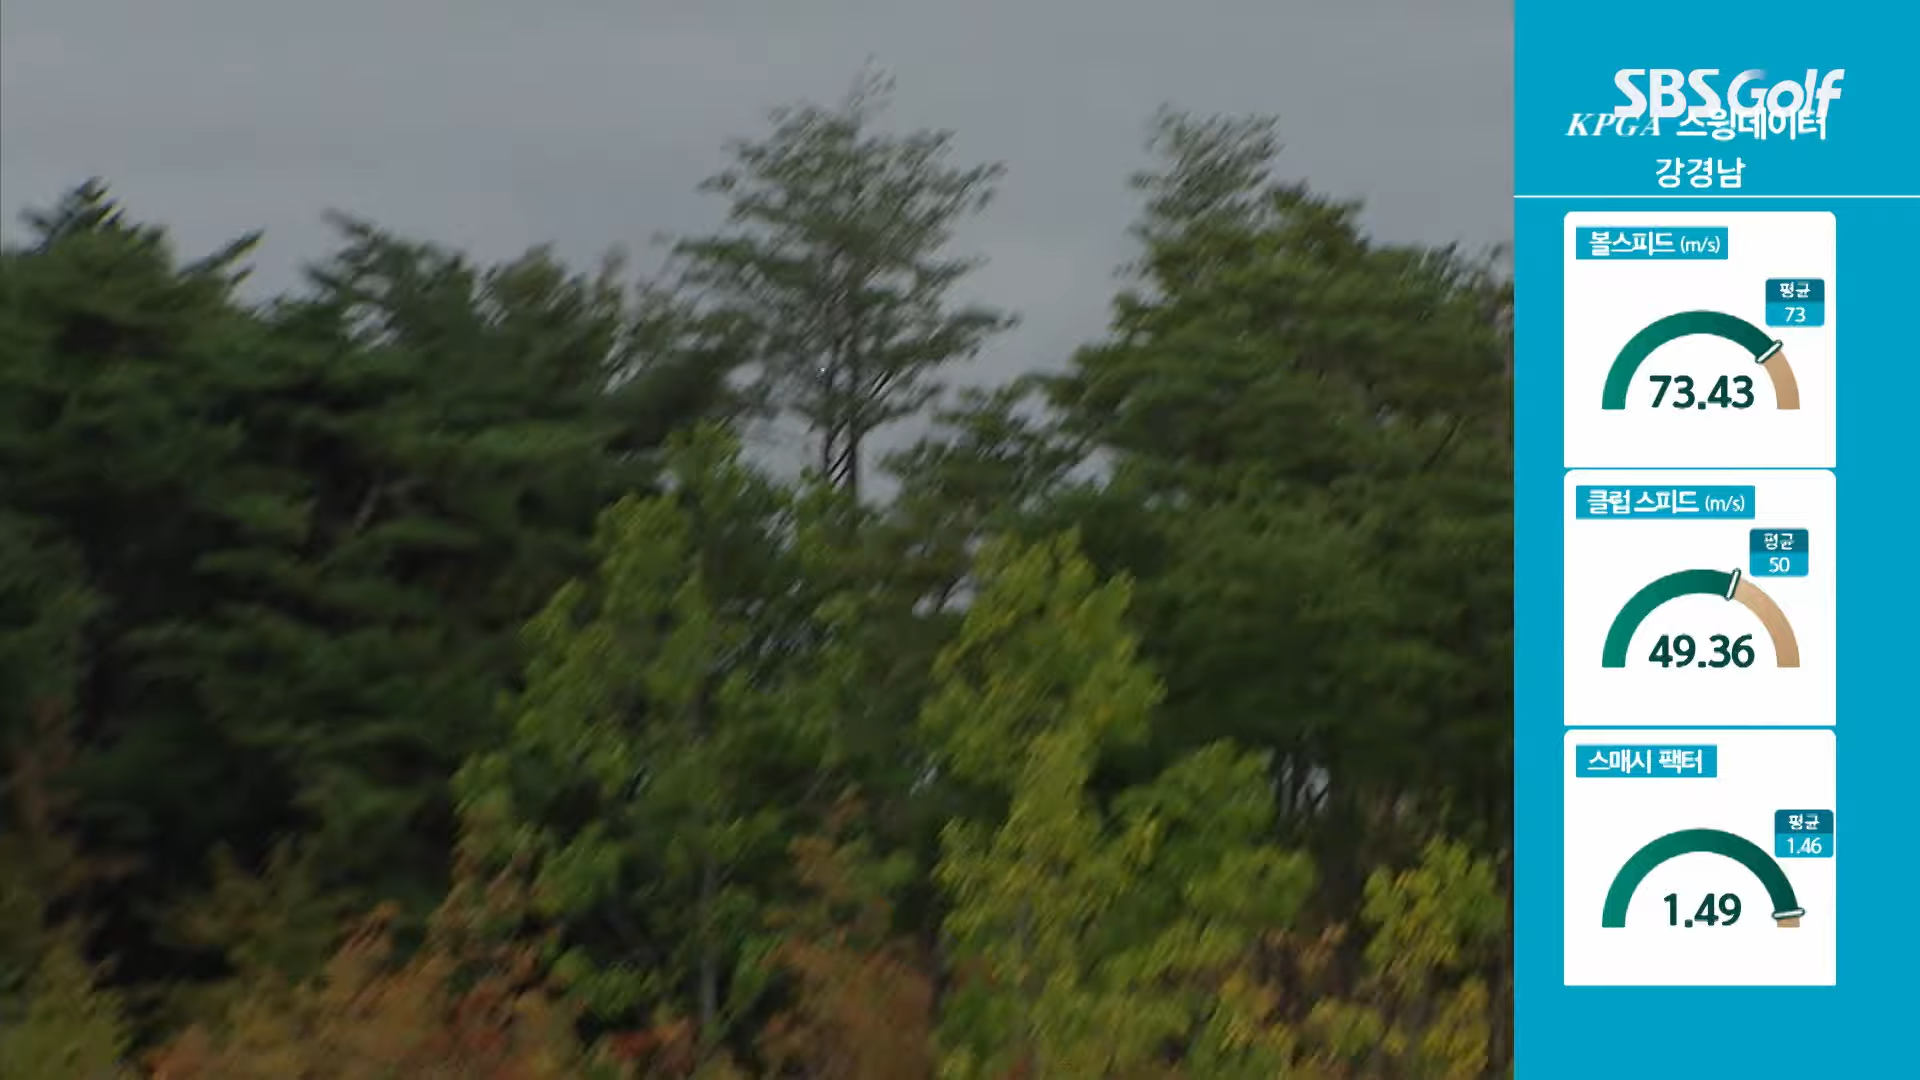 SBS Golf
KPGA 스윙데이터
강경남
볼스피드 (m/s)
평균
73
73.43
클럽 스피드 (m/s)
평균
50
49.36
스매시 팩터
평균
1.46
1.49